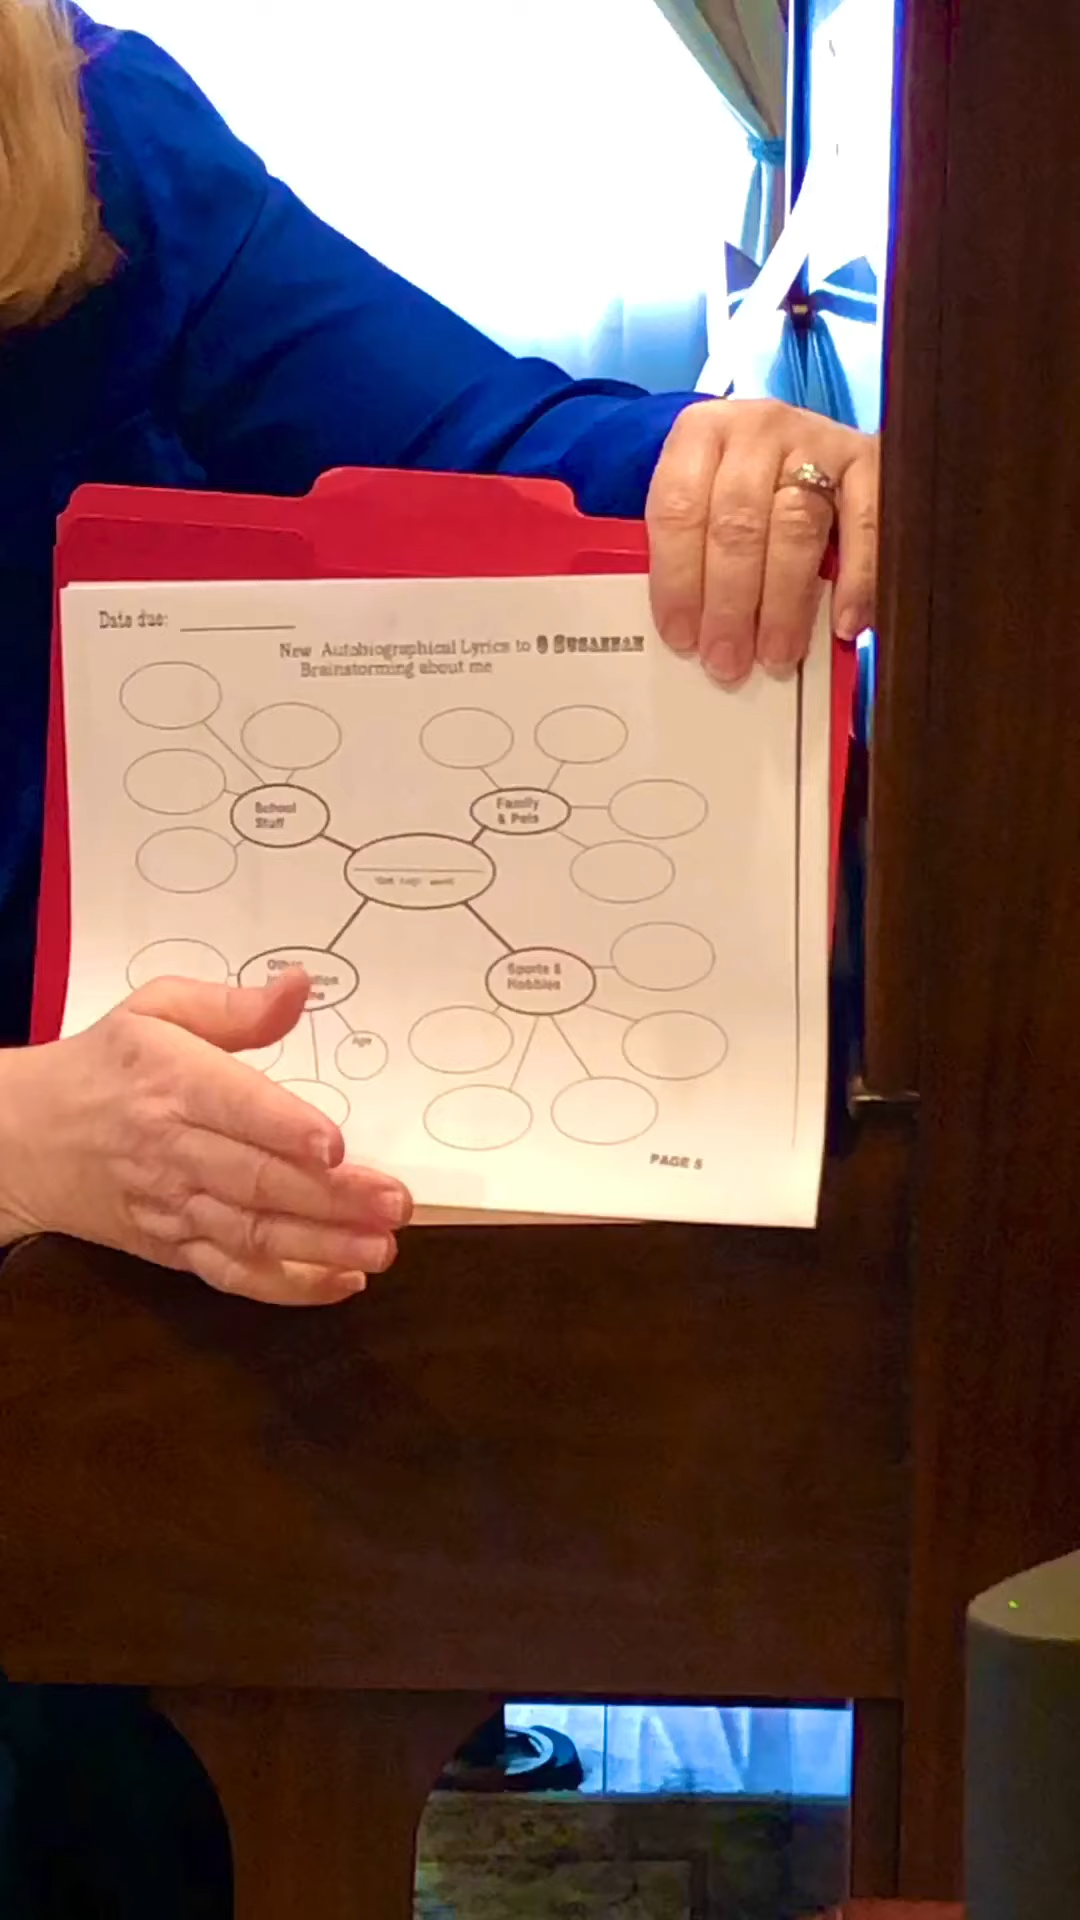 Date due:
New Autobiographical Lyrics to O SUSANNAH
Brainstorming about me
School
Stuff
Family
& Pets
Sports &
Hobbies
Age
PAGE 5